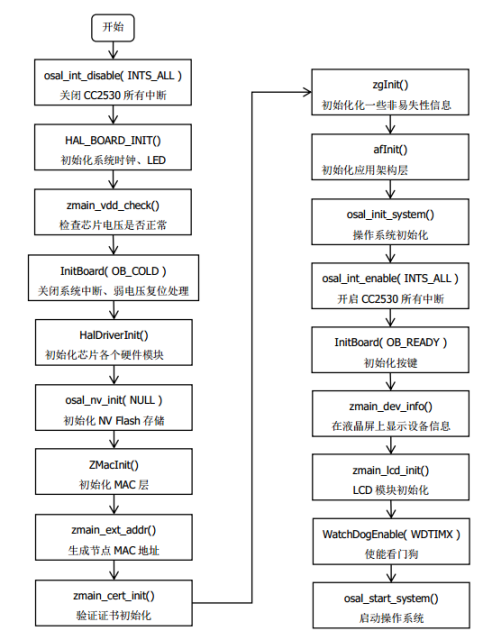 开始
osal_int_disable( INTS_ALL )
关闭 CC2530 所有中断
HAL_BOARD_INIT()
初始化系统时钟、LED
zmain_vdd_check()
检查芯片电压是否正常
InitBoard( OB_COLD )
关闭系统中断、弱电压复位处理
HalDriverInit()
初始化芯片各个硬件模块
osal_nv_init( NULL )
初始化 NV Flash 存储
ZMacInit()
初始化 MAC 层
zmain_ext_addr()
生成节点 MAC 地址
zmain_cert_init()
验证证书初始化
zgInit()
初始化化一些非易失性信息
afInit()
初始化应用架构层
osal_init_system()
操作系统初始化
osal_int_enable( INTS_ALL )
开启 CC2530 所有中断
InitBoard( OB_READY )
初始化按键
zmain_dev_info()
在液晶屏上显示设备信息
zmain_lcd_init()
LCD 模块初始化
WatchDogEnable( WDTIMX )
使能看门狗
osal_start_system()
启动操作系统